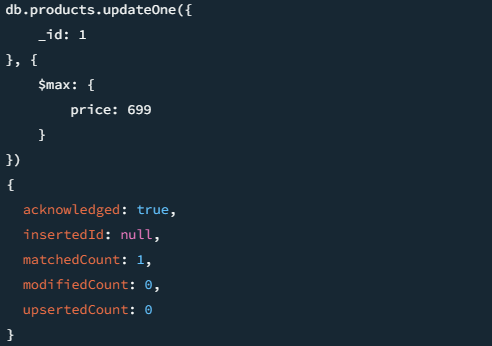 db.products.updateOne({
    _id: 1
}, {
    $max: {
        price: 699
    }
})
{
  acknowledged: true,
  insertedId: null,
  matchedCount: 1,
  modifiedCount: 0,
  upsertedCount: 0
}